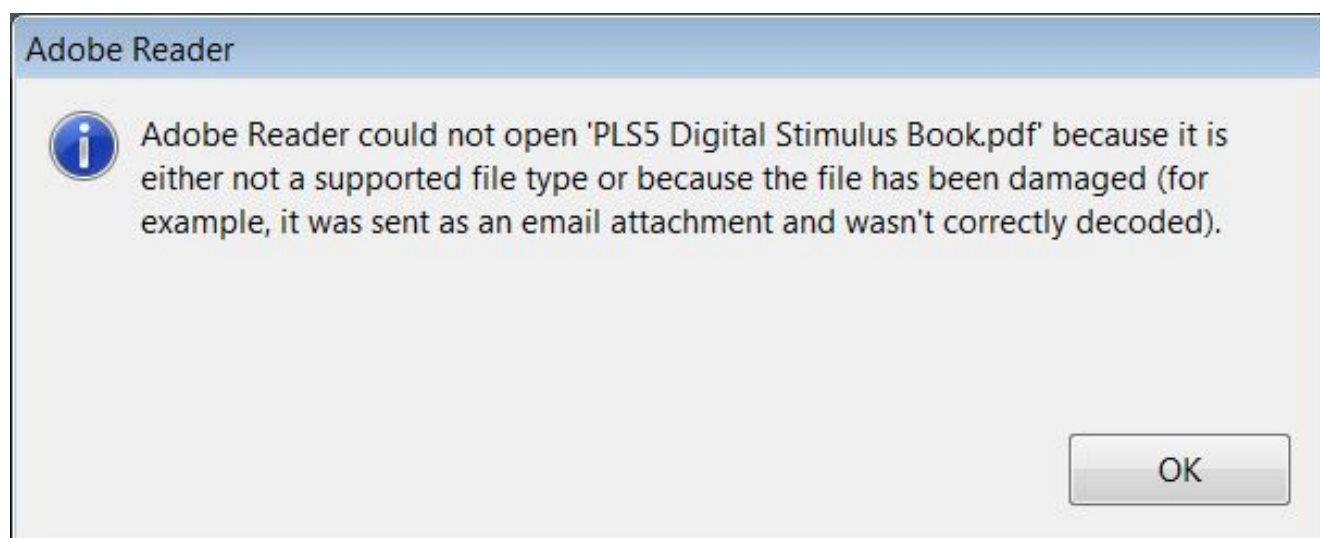 Adobe Reader
Adobe Reader could not open 'PLS5 Digital Stimulus Book.pdf' because it is
either not a supported file type or because the file has been damaged (for
example, it was sent as an email attachment and wasn't correctly decoded).
OK